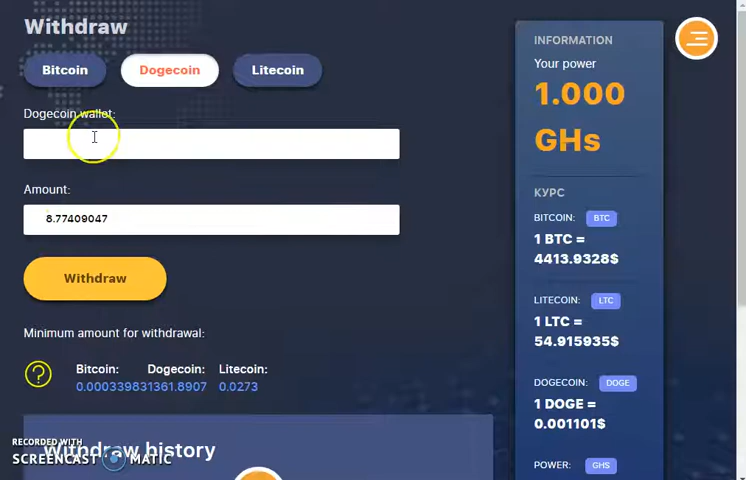 Withdraw
Bitcoin
Dogecoin
Litecoin
Dogecoin wallet:
Amount:
8.77409047
Withdraw
Minimum amount for withdrawal:
Bitcoin: Dogecoin: Litecoin:
0.000339831361.8907 0.0273
Withdraw history
RECORDED WITH
SCREENCAST MATIC
INFORMATION
Your power
1.000
GHs
КУРС
BITCOIN: BTC
1 BTC =
4413.9328$
LITECOIN: LTC
1 LTC =
54.915935$
DOGECOIN: DOGE
1 DOGE =
0.001101$
POWER: GHS